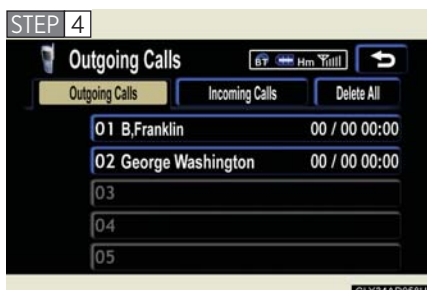 STEP 4
Outgoing Calls BT Hm
Outgoing Calls Incoming Calls Delete All
01 B,Franklin 00 / 00 00:00
02 George Washington 00 / 00 00:00
03
04
05